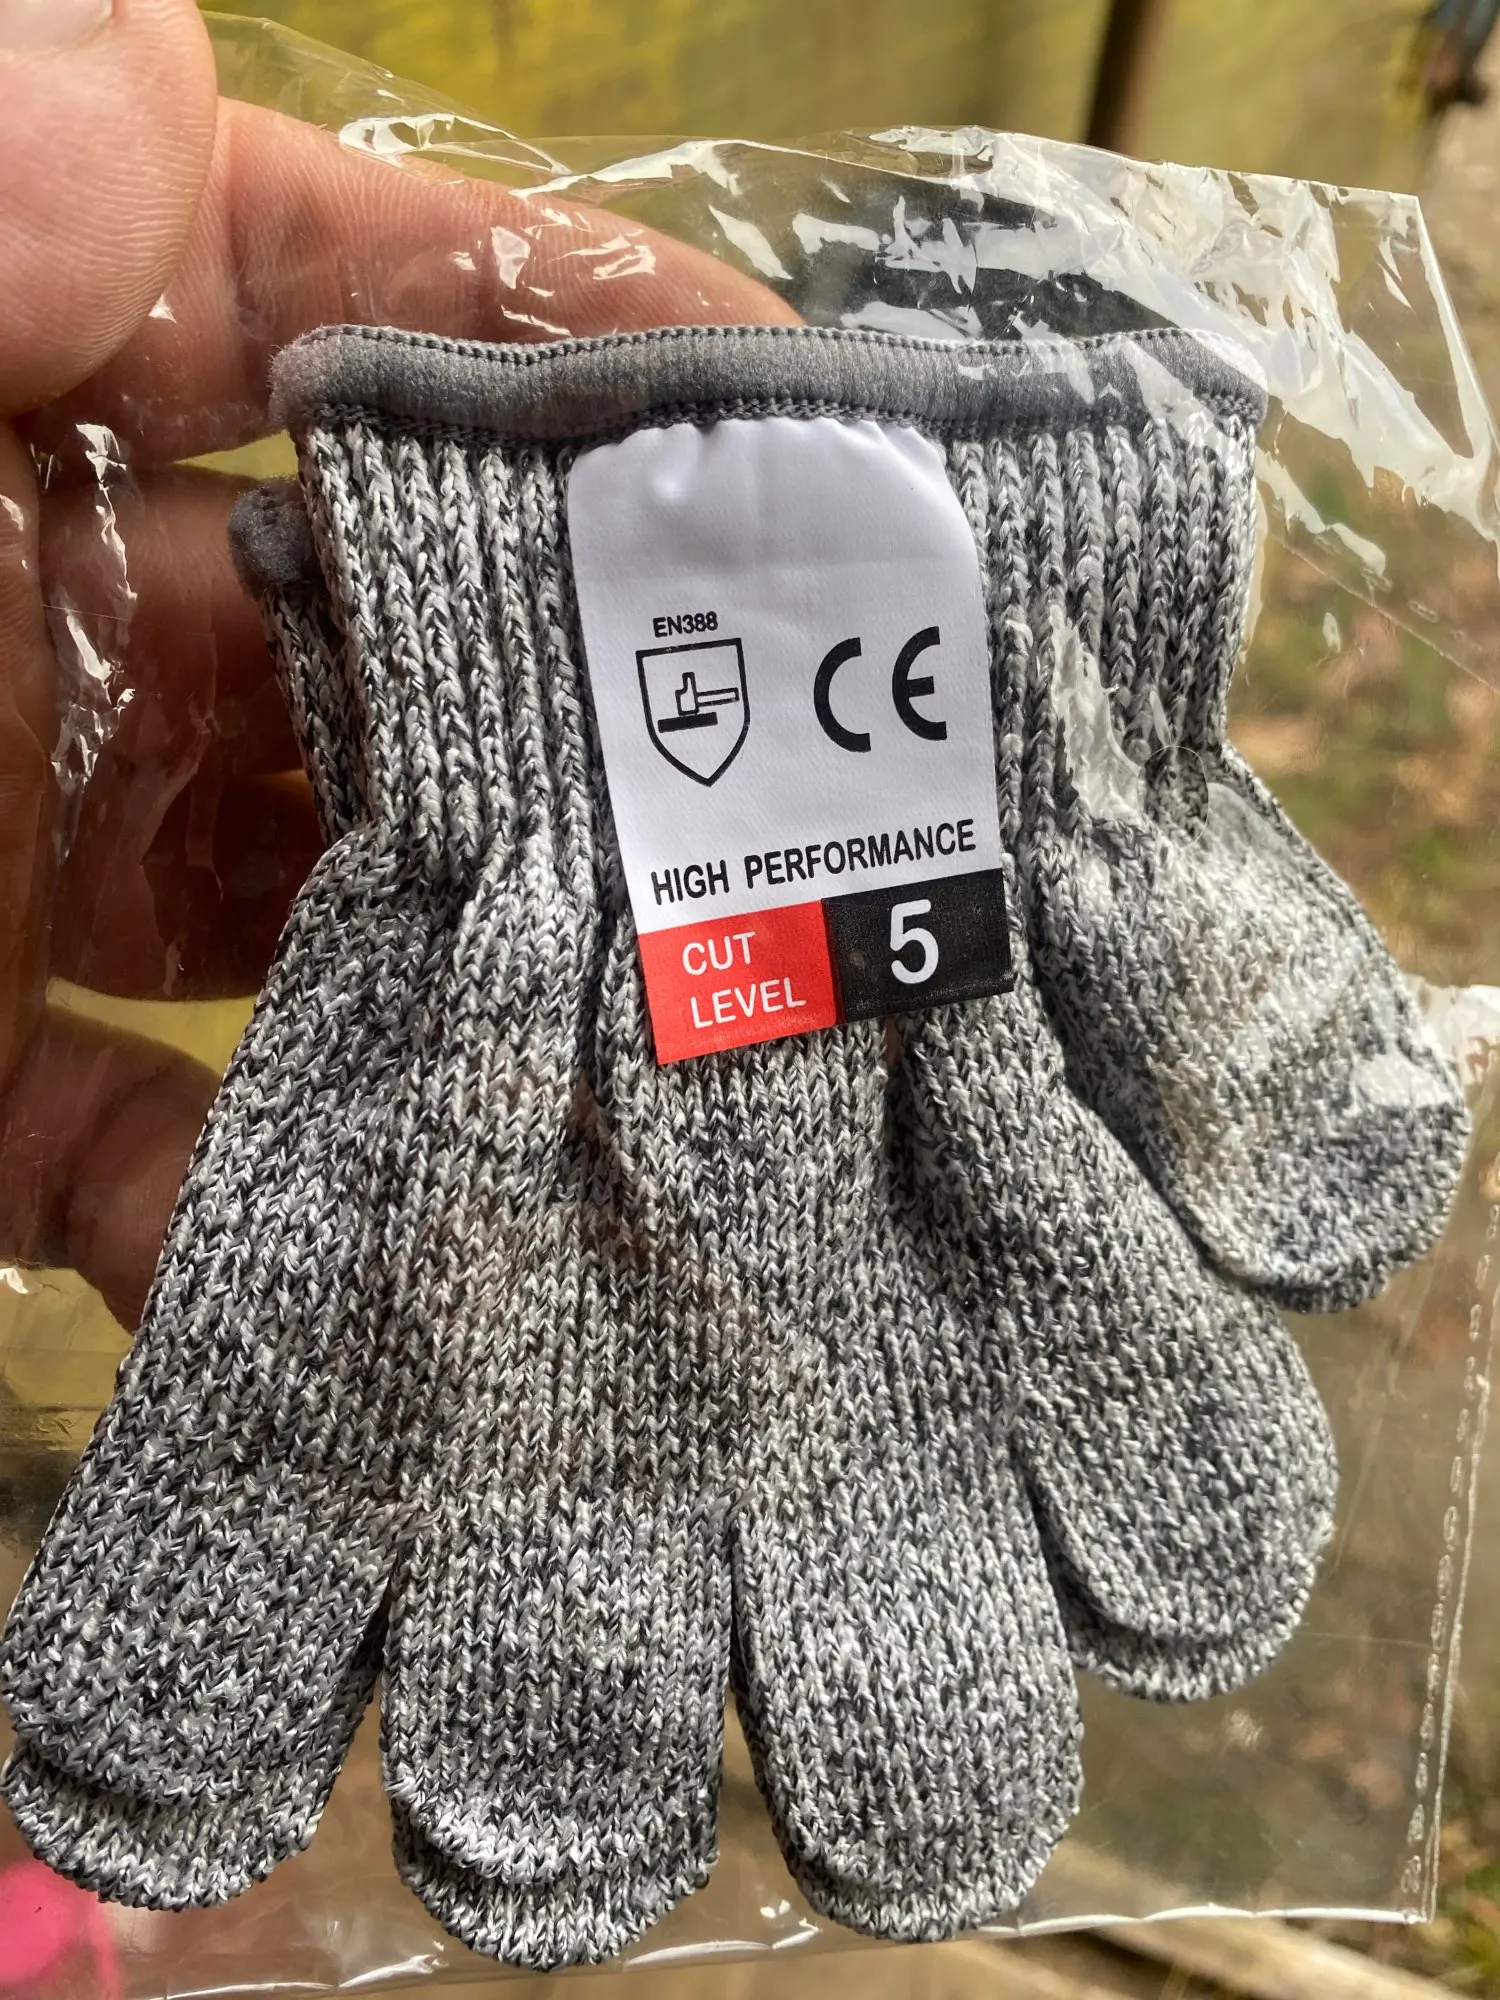 EN388
CE
HIGH PERFORMANCE
CUT
LEVEL
5